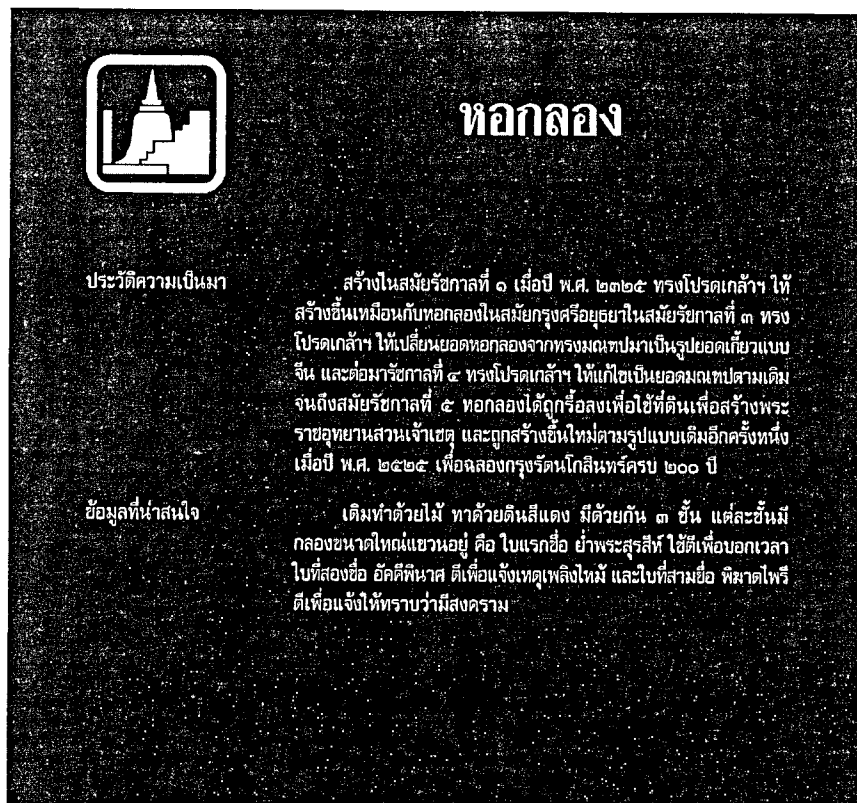 หอกลอง
ประวัติความเป็นมา
สร้างในสมัยรัชกาลที่ ๑ เมื่อปี พ.ศ. ๒๓๒๕ ทรงโปรดเกล้าฯ ให้
สร้างขึ้นเหมือนกับหอกลองในสมัยกรุงศรีอยุธยาในสมัยรัชกาลที่ ๓ ทรง
โปรดเกล้าฯ ให้เปลี่ยนยอดหอกลองจากทรงมณฑปมาเป็นรูปยอดเกี้ยวแบบ
จีน และต่อมารัชกาลที่ ๔ ทรงโปรดเกล้าฯ ให้แก้ไขเป็นยอดมณฑปตามเดิม
จนถึงสมัยรัชกาลที่ ๕ หอกลองได้ถูกรื้อลงเพื่อใช้ที่ดินเพื่อสร้างพระ
ราชอุทยานสวนเจ้าเชตุ และถูกสร้างขึ้นใหม่ตามรูปแบบเดิมอีกครั้งหนึ่ง
เมื่อปี พ.ศ. ๒๕๒๕ เพื่อฉลองกรุงรัตนโกสินทร์ครบ ๒๐๐ ปี
ข้อมูลที่น่าสนใจ
เดิมทำด้วยไม้ ทาด้วยดินสีแดง มีด้วยกัน ๓ ชั้น แต่ละชั้นมี
กลองขนาดใหญ่แขวนอยู่ คือ ใบแรกชื่อ ย่ำพระสุรสีห์ ใช้ตีเพื่อบอกเวลา
ใบที่สองชื่อ อัคคีพินาศ ตีเพื่อแจ้งเหตุเพลิงไหม้ และใบที่สามชื่อ พิฆาตไพรี
ตีเพื่อแจ้งให้ทราบว่ามีสงคราม